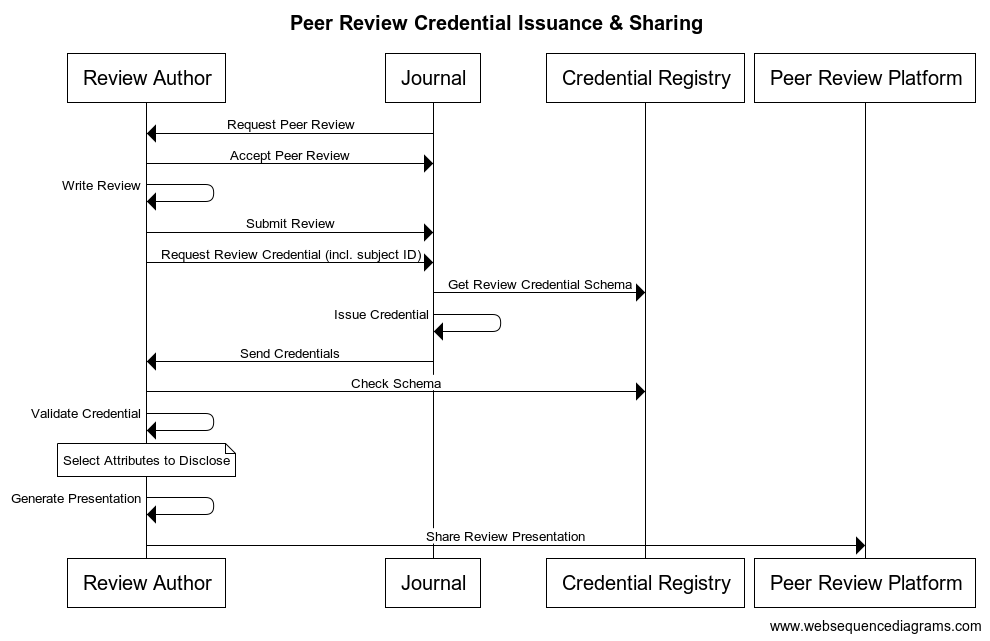 Peer Review Credential Issuance & Sharing
Review Author
Journal
Credential Registry
Peer Review Platform
Request Peer Review
Accept Peer Review
Write Review
Submit Review
Request Review Credential (incl. subject ID)
Get Review Credential Schema
Issue Credential
Send Credentials
Check Schema
Validate Credential
Select Attributes to Disclose
Generate Presentation
Share Review Presentation
Review Author
Journal
Credential Registry
Peer Review Platform
www.websequencediagrams.com